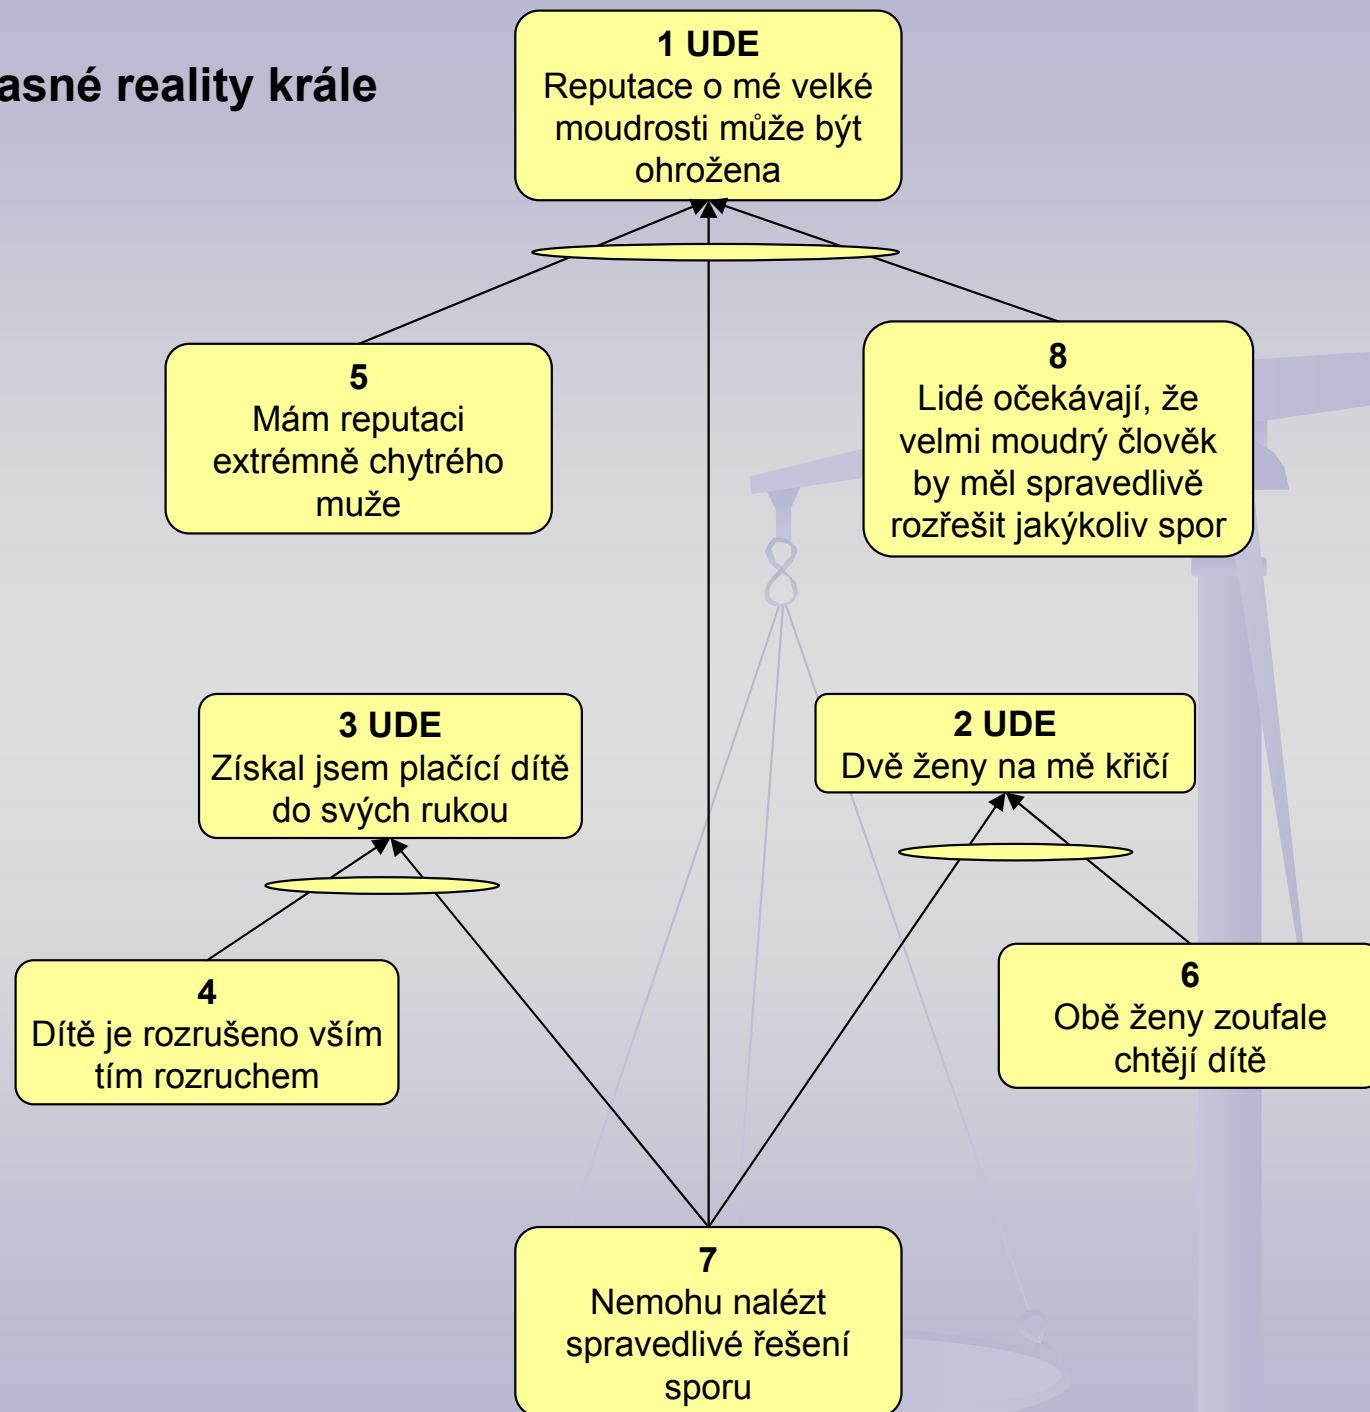 asné reality krále
1 UDE
Reputace o mé velké
moudrosti může být
ohrožena
5
Mám reputaci
extrémně chytrého
muže
8
Lidé očekávají, že
velmi moudrý člověk
by měl spravedlivě
rozřešit jakýkoliv spor
3 UDE
Získal jsem plačící dítě
do svých rukou
2 UDE
Dvě ženy na mě křičí
4
Dítě je rozrušeno vším
tím rozruchem
6
Obě ženy zoufale
chtějí dítě
7
Nemohu nalézt
spravedlivé řešení
sporu